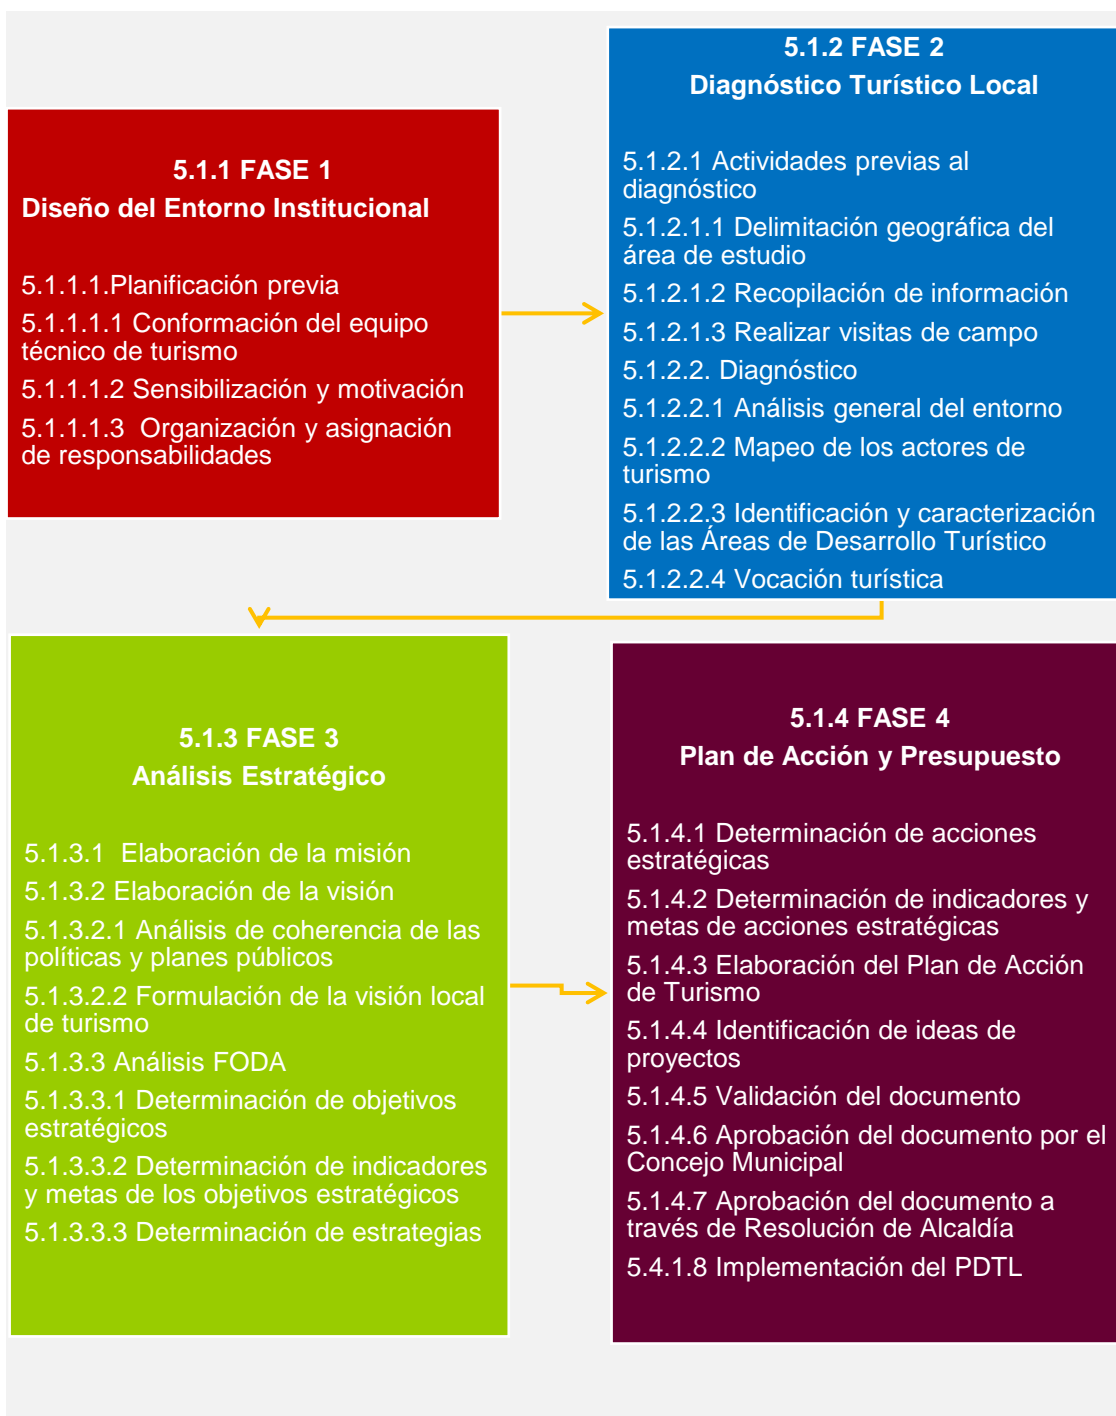 5.1.1 FASE 1
Diseño del Entorno Institucional
5.1.1.1.Planificación previa
5.1.1.1.1 Conformación del equipo
técnico de turismo
5.1.1.1.2 Sensibilización y motivación
5.1.1.1.3  Organización y asignación
de responsabilidades
5.1.2 FASE 2
Diagnóstico Turístico Local
5.1.2.1 Actividades previas al
diagnóstico
5.1.2.1.1 Delimitación geográfica del
área de estudio
5.1.2.1.2 Recopilación de información
5.1.2.1.3 Realizar visitas de campo
5.1.2.2. Diagnóstico
5.1.2.2.1 Análisis general del entorno
5.1.2.2.2 Mapeo de los actores de
turismo
5.1.2.2.3 Identificación y caracterización
de las Áreas de Desarrollo Turístico
5.1.2.2.4 Vocación turística
5.1.3 FASE 3
Análisis Estratégico
5.1.3.1  Elaboración de la misión
5.1.3.2 Elaboración de la visión
5.1.3.2.1 Análisis de coherencia de las
políticas y planes públicos
5.1.3.2.2 Formulación de la visión local
de turismo
5.1.3.3 Análisis FODA
5.1.3.3.1 Determinación de objetivos
estratégicos
5.1.3.3.2 Determinación de indicadores
y metas de los objetivos estratégicos
5.1.3.3.3 Determinación de estrategias
5.1.4 FASE 4
Plan de Acción y Presupuesto
5.1.4.1 Determinación de acciones
estratégicas
5.1.4.2 Determinación de indicadores y
metas de acciones estratégicas
5.1.4.3 Elaboración del Plan de Acción
de Turismo
5.1.4.4 Identificación de ideas de
proyectos
5.1.4.5 Validación del documento
5.1.4.6 Aprobación del documento por el
Concejo Municipal
5.1.4.7 Aprobación del documento a
través de Resolución de Alcaldía
5.4.1.8 Implementación del PDTL